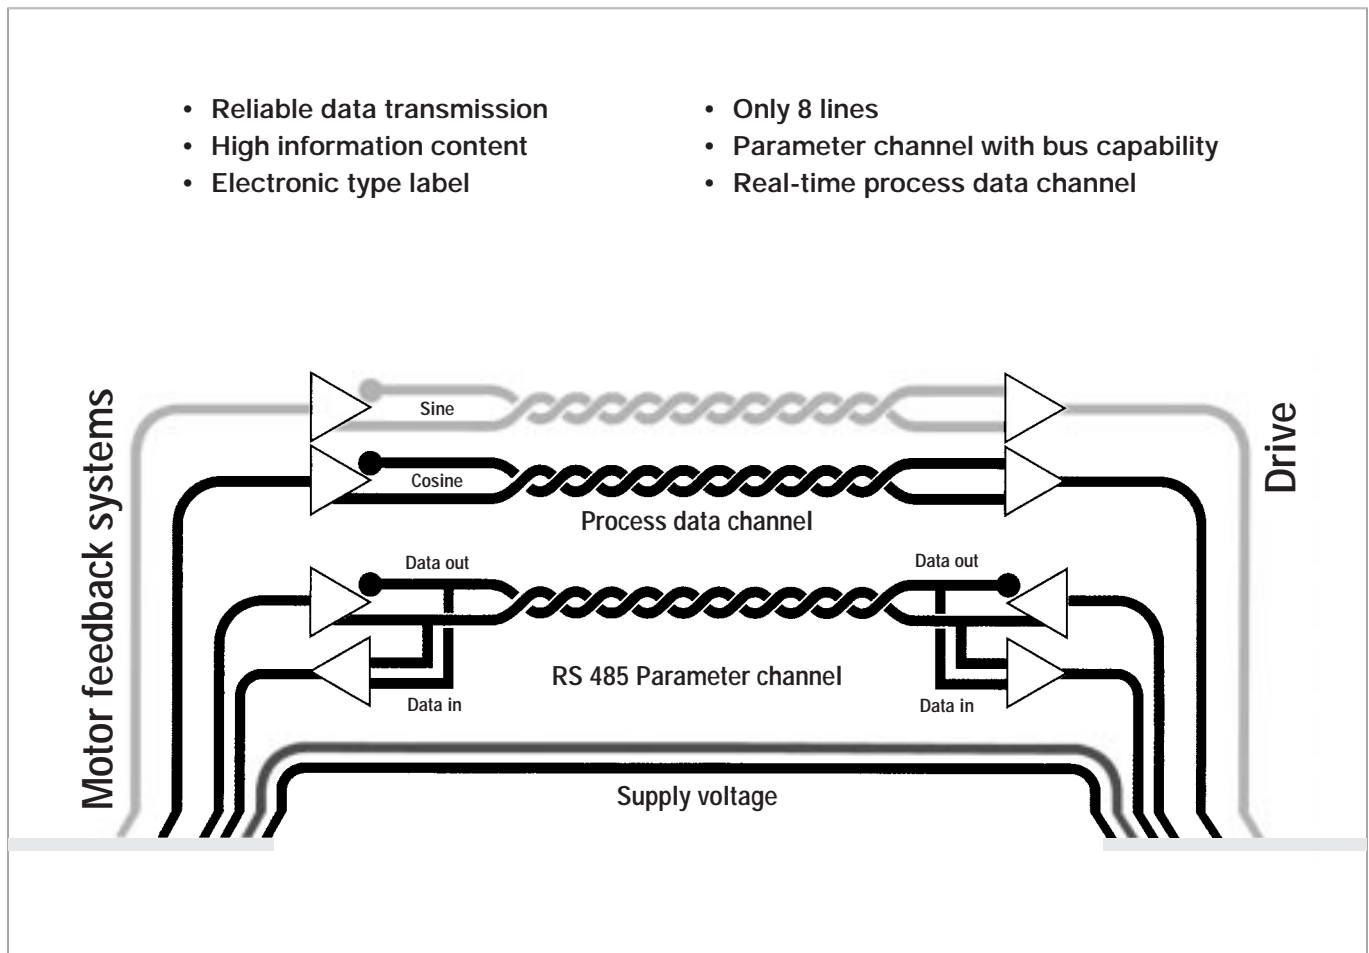 • Reliable data transmission
• High information content
• Electronic type label
• Only 8 lines
• Parameter channel with bus capability
• Real-time process data channel
Motor feedback systems
Sine
Cosine
Process data channel
Data out
Data out
RS 485 Parameter channel
Data in
Data in
Supply voltage
Drive